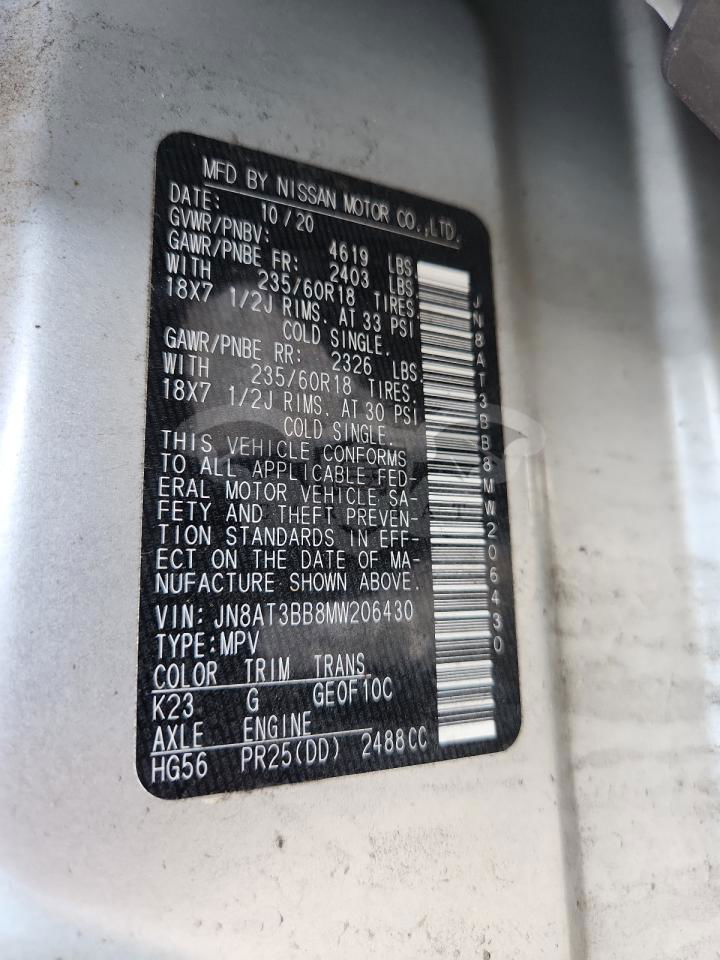 MFD BY NISSAN MOTOR CO.,LTD.
DATE: 10/20
GVWR/PNBV: 4619 LBS
GAWR/PNBE FR: 2403 LBS
WITH 235/60R18 TIRES.
18X7 1/2J RIMS. AT 33 PSI
COLD SINGLE.
GAWR/PNBE RR: 2326 LBS.
WITH 235/60R18 TIRES.
18X7 1/2J RIMS. AT 30 PSI
COLD SINGLE.
THIS VEHICLE CONFORMS
TO ALL APPLICABLE FED-
ERAL MOTOR VEHICLE SA-
FETY AND THEFT PREVEN-
TION STANDARDS IN EFF-
ECT ON THE DATE OF MA-
NUFACTURE SHOWN ABOVE.
VIN: JN8AT3BB8MW206430
TYPE:MPV
COLOR TRIM TRANS
K23 G GEOF10C
AXLE ENGINE
HG56 PR25(DD) 2488CC
JN8AT3BB8MW206430